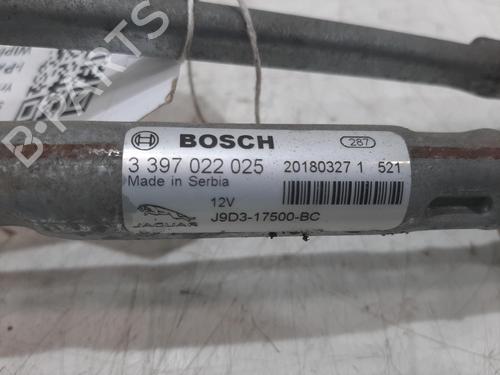 BOSCH
287
3 397 022 025
20180327 1 521
Made in Serbia
12V
J9D3-17500-BC
JAGUAR
B-PARTS